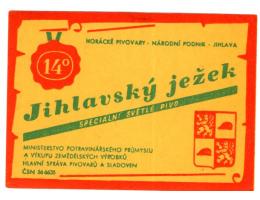 HORÁCKÉ PIVOVARY - NÁRODNÍ PODNIK - JIHLAVA
14°
Jihlavský ježek
SPECIÁLNÍ SVĚTLÉ PIVO
MINISTERSTVO POTRAVINÁŘSKÉHO PRŮMYSLU
A VÝKUPU ZEMĚDĚLSKÝCH VÝROBKŮ
HLAVNÍ SPRÁVA PIVOVARŮ A SLADOVEN
ČSN 56 6635